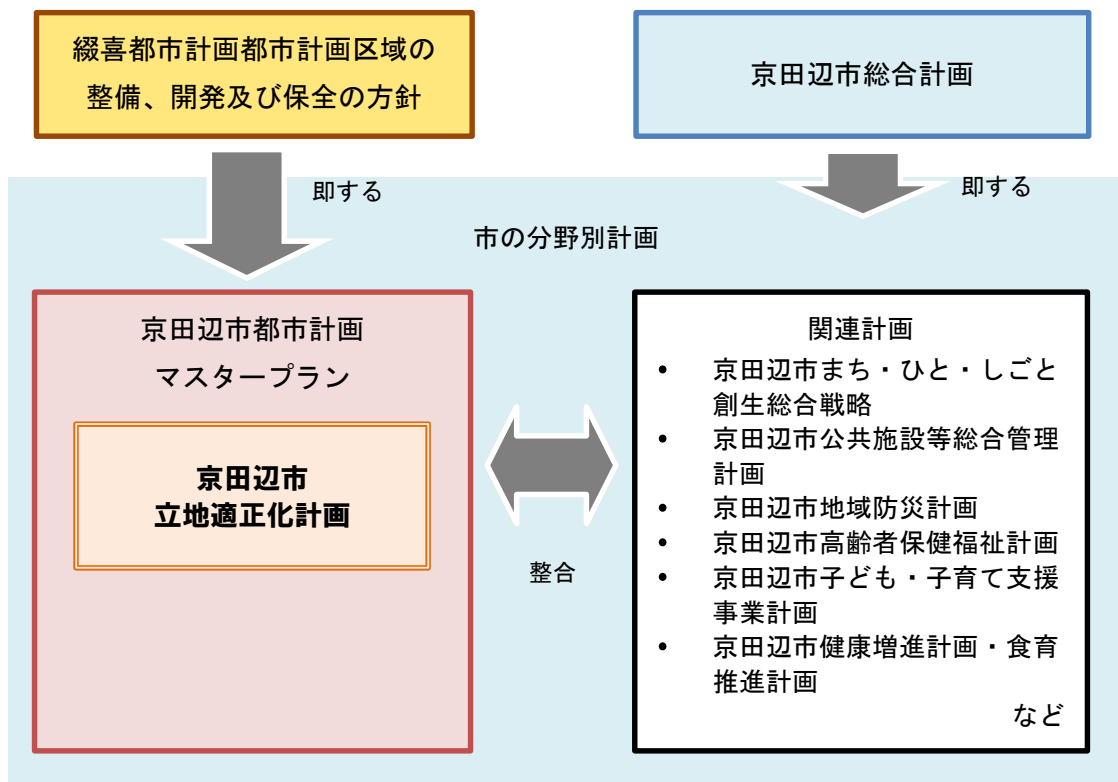 綴喜都市計画都市計画区域の
整備、開発及び保全の方針
京田辺市総合計画
即する
即する
市の分野別計画
京田辺市都市計画
マスタープラン
京田辺市
立地適正化計画
整合
関連計画
• 京田辺市まち・ひと・しごと
創生総合戦略
• 京田辺市公共施設等総合管理
計画
• 京田辺市地域防災計画
• 京田辺市高齢者保健福祉計画
• 京田辺市子ども・子育て支援
事業計画
• 京田辺市健康増進計画・食育
推進計画
など